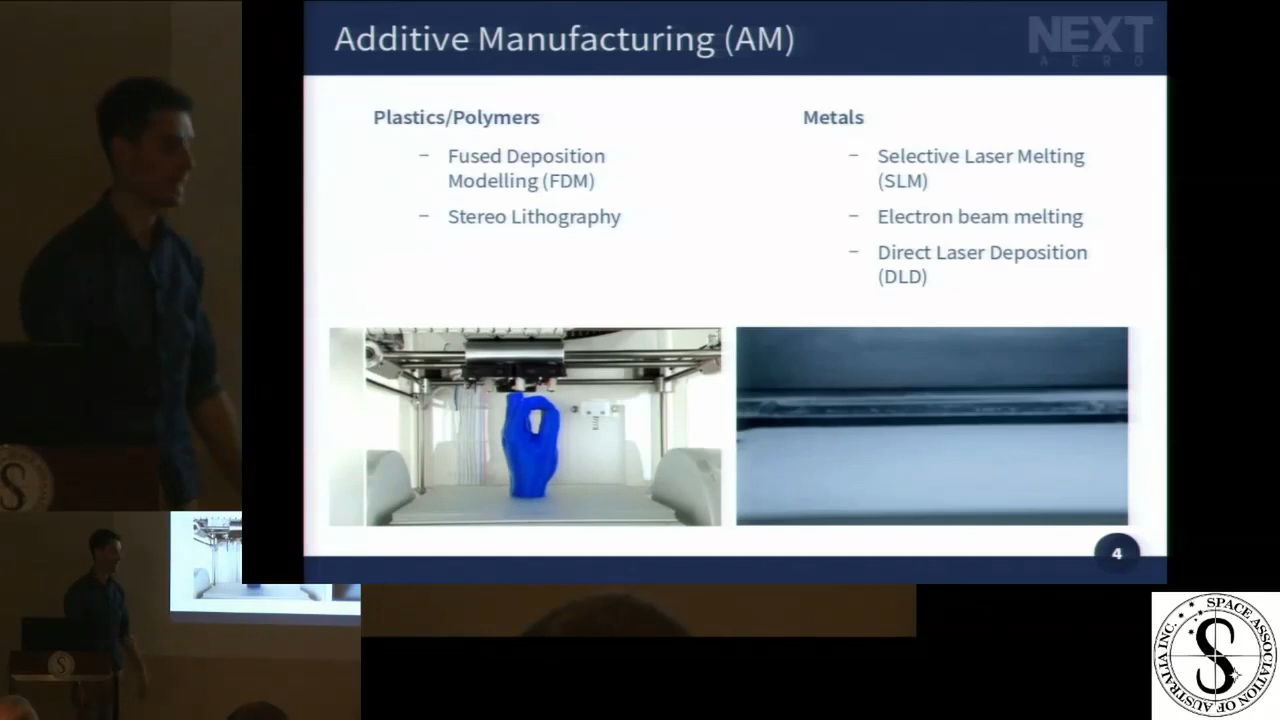 Additive Manufacturing (AM)
NEXT
AERO
Plastics/Polymers
– Fused Deposition
Modelling (FDM)
– Stereo Lithography
Metals
– Selective Laser Melting
(SLM)
– Electron beam melting
– Direct Laser Deposition
(DLD)
4
S
S
SPACE ASSOCIATION OF AUSTRALIA INC.
S